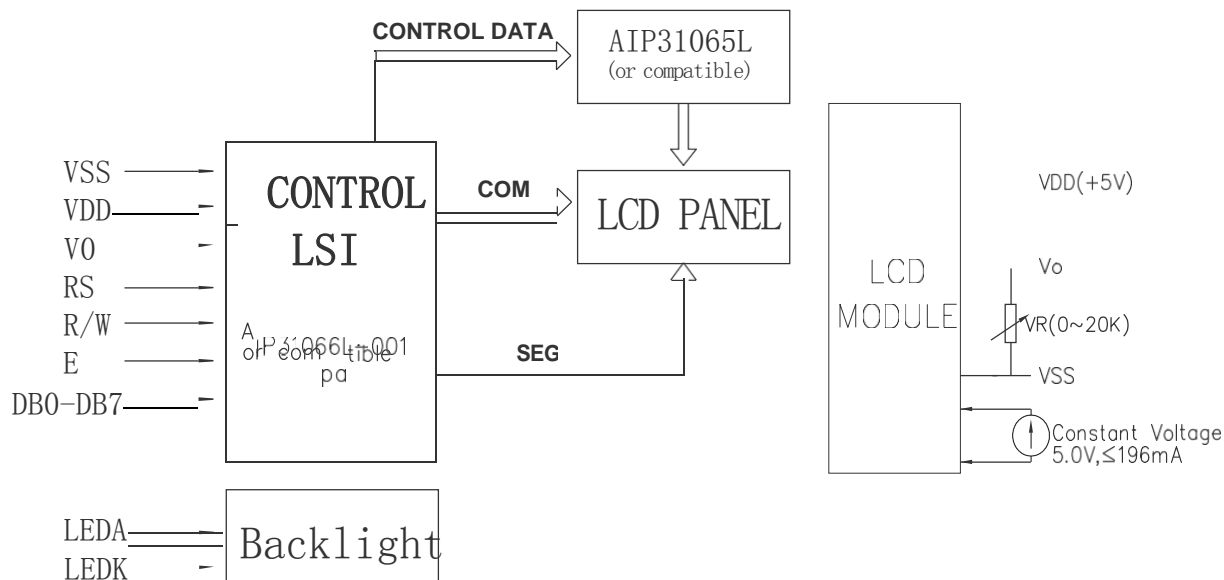 CONTROL DATA
AIP31065L
(or compatible)
VSS
VDD
V0
RS
R/W
E
DB0-DB7
CONTROL
LSI
COM
SEG
LCD PANEL
LCD
MODULE
VDD(+5V)
Vo
VR(0~20K)
VSS
Constant Voltage
5.0V,≤196mA
LEDA
LEDK
Backlight